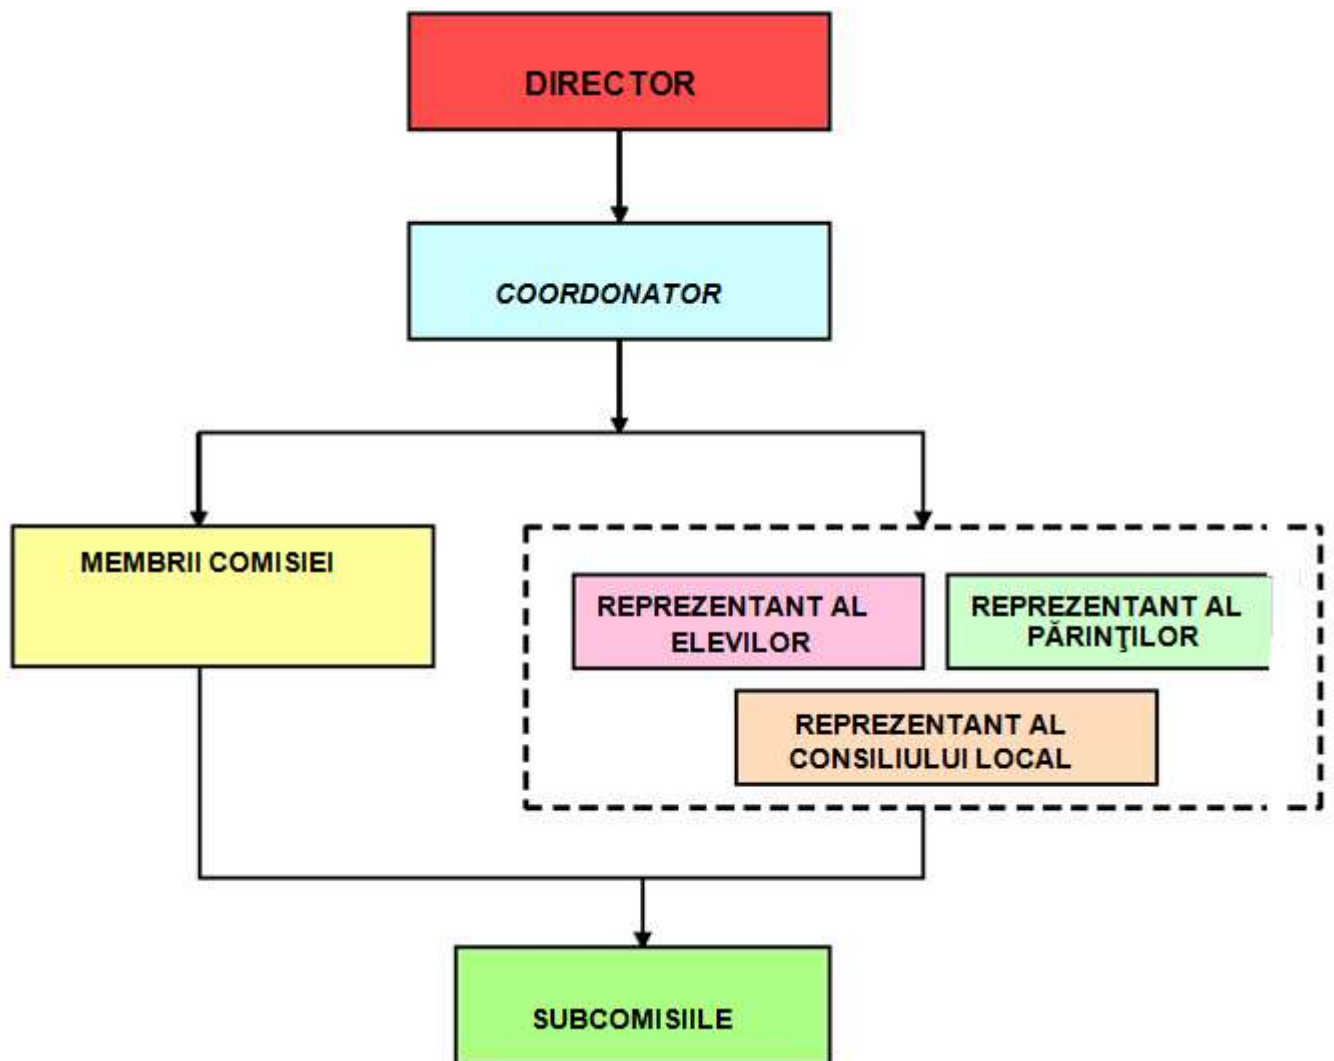 DIRECTOR
COORDONATOR
MEMBRII COMISIEI
REPREZENTANT AL
ELEVILOR
REPREZENTANT AL
PĂRINŢILOR
REPREZENTANT AL
CONSILIULUI LOCAL
SUBCOMISIILE